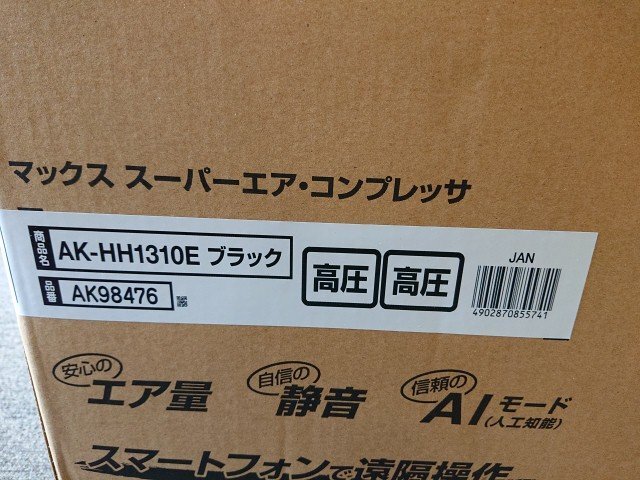 マックス スーパーエア・コンプレッサ
商品名 AK-HH1310E ブラック
品番 AK98476
高圧 高圧
JAN
4902870855741
安心の エア量
自信の 静音
信頼の AIモード
(人工知能)
スマートフォンで遠隔操作